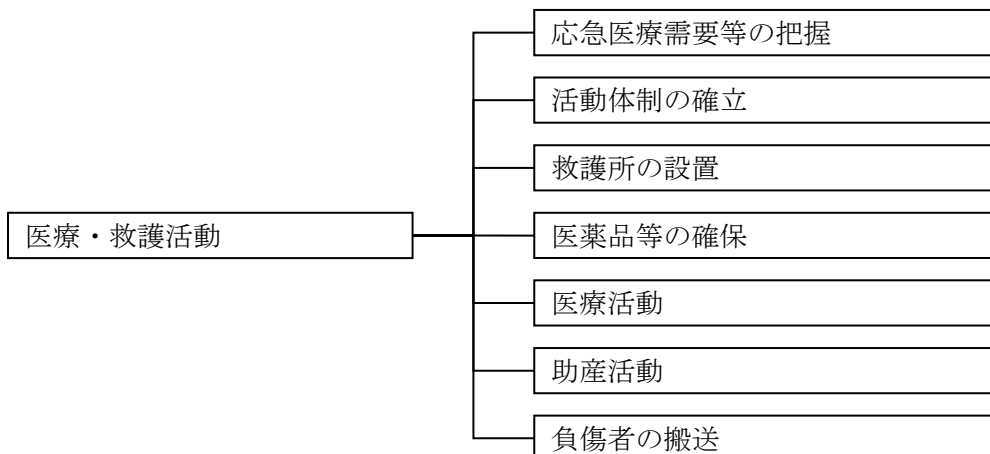 応急医療需要等の把握
活動体制の確立
救護所の設置
医療・救護活動
医薬品等の確保
医療活動
助産活動
負傷者の搬送